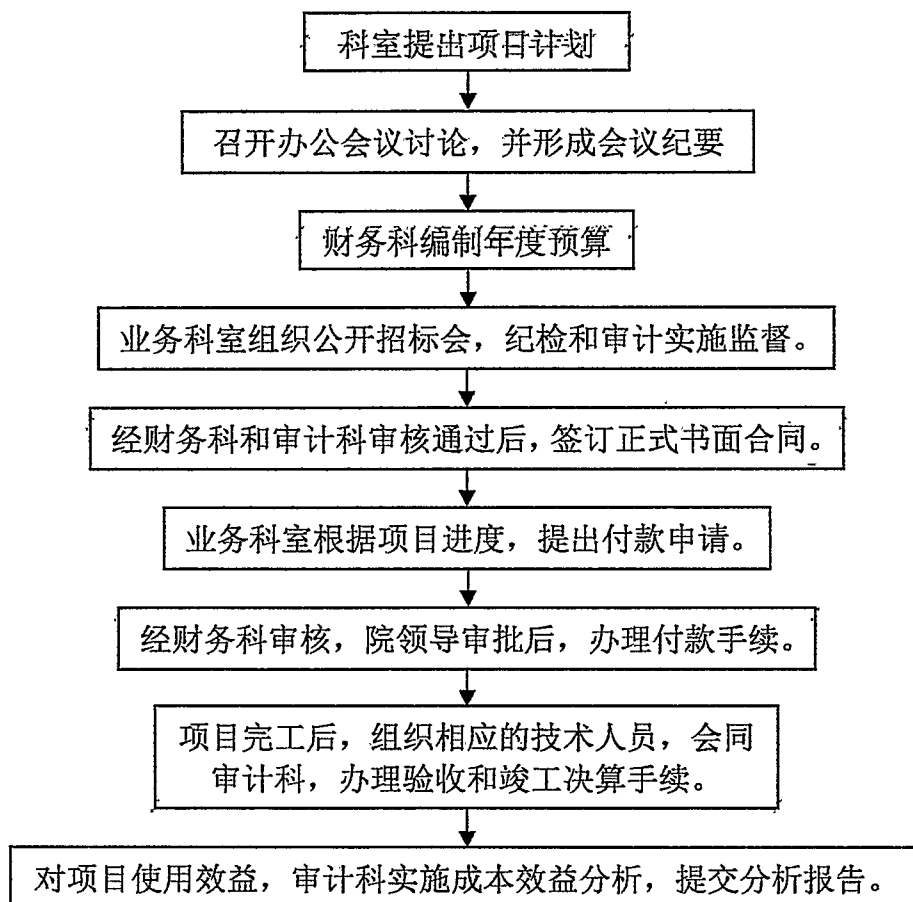 科室提出项目计划
召开办公会议讨论，并形成会议纪要
财务科编制年度预算
业务科室组织公开招标会，纪检和审计实施监督。
经财务科和审计科审核通过后，签订正式书面合同。
业务科室根据项目进度，提出付款申请。
经财务科审核，院领导审批后，办理付款手续。
项目完工后，组织相应的技术人员，会同
审计科，办理验收和竣工决算手续。
对项目使用效益，审计科实施成本效益分析，提交分析报告。